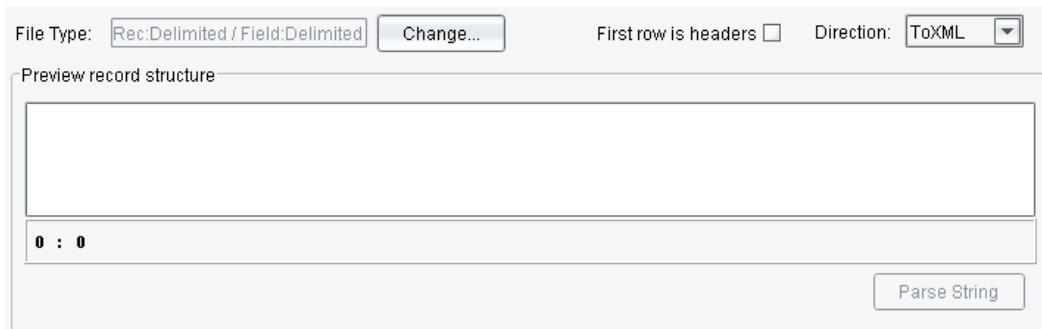 File Type: Rec:Delimited / Field:Delimited Change... First row is headers Direction: ToXML
Preview record structure
0 : 0
Parse String